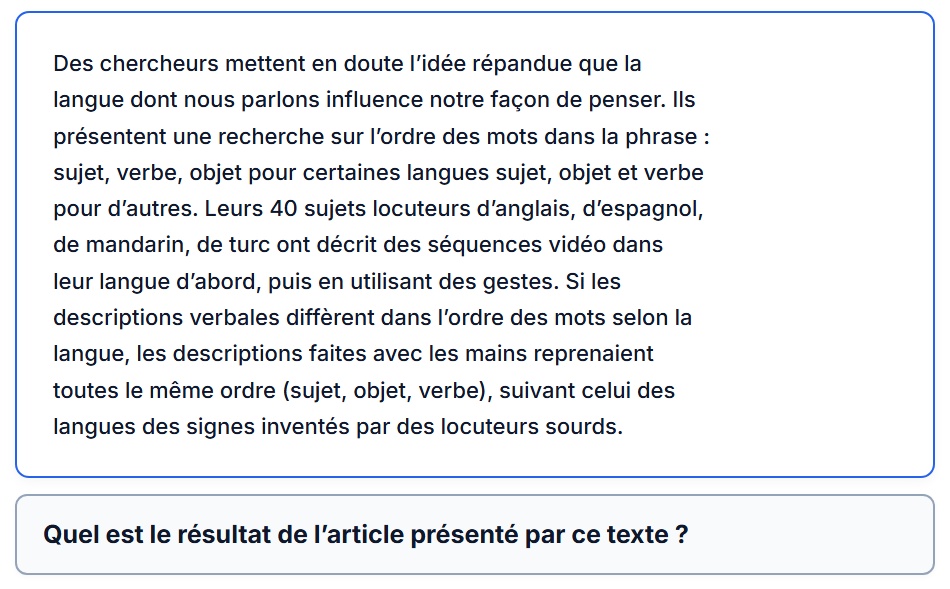 Des chercheurs mettent en doute l’idée répandue que la
langue dont nous parlons influence notre façon de penser. Ils
présentent une recherche sur l’ordre des mots dans la phrase :
sujet, verbe, objet pour certaines langues sujet, objet et verbe
pour d’autres. Leurs 40 sujets locuteurs d’anglais, d’espagnol,
de mandarin, de turc ont décrit des séquences vidéo dans
leur langue d’abord, puis en utilisant des gestes. Si les
descriptions verbales diffèrent dans l’ordre des mots selon la
langue, les descriptions faites avec les mains reprenaient
toutes le même ordre (sujet, objet, verbe), suivant celui des
langues des signes inventés par des locuteurs sourds.
Quel est le résultat de l’article présenté par ce texte ?